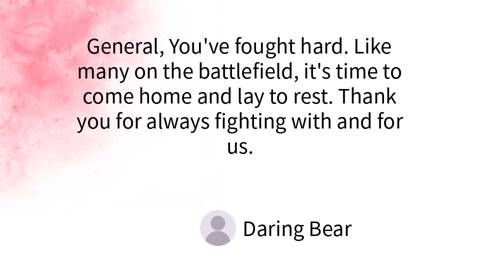 General, You've fought hard. Like
many on the battlefield, it's time to
come home and lay to rest. Thank
you for always fighting with and for
us.
Daring Bear